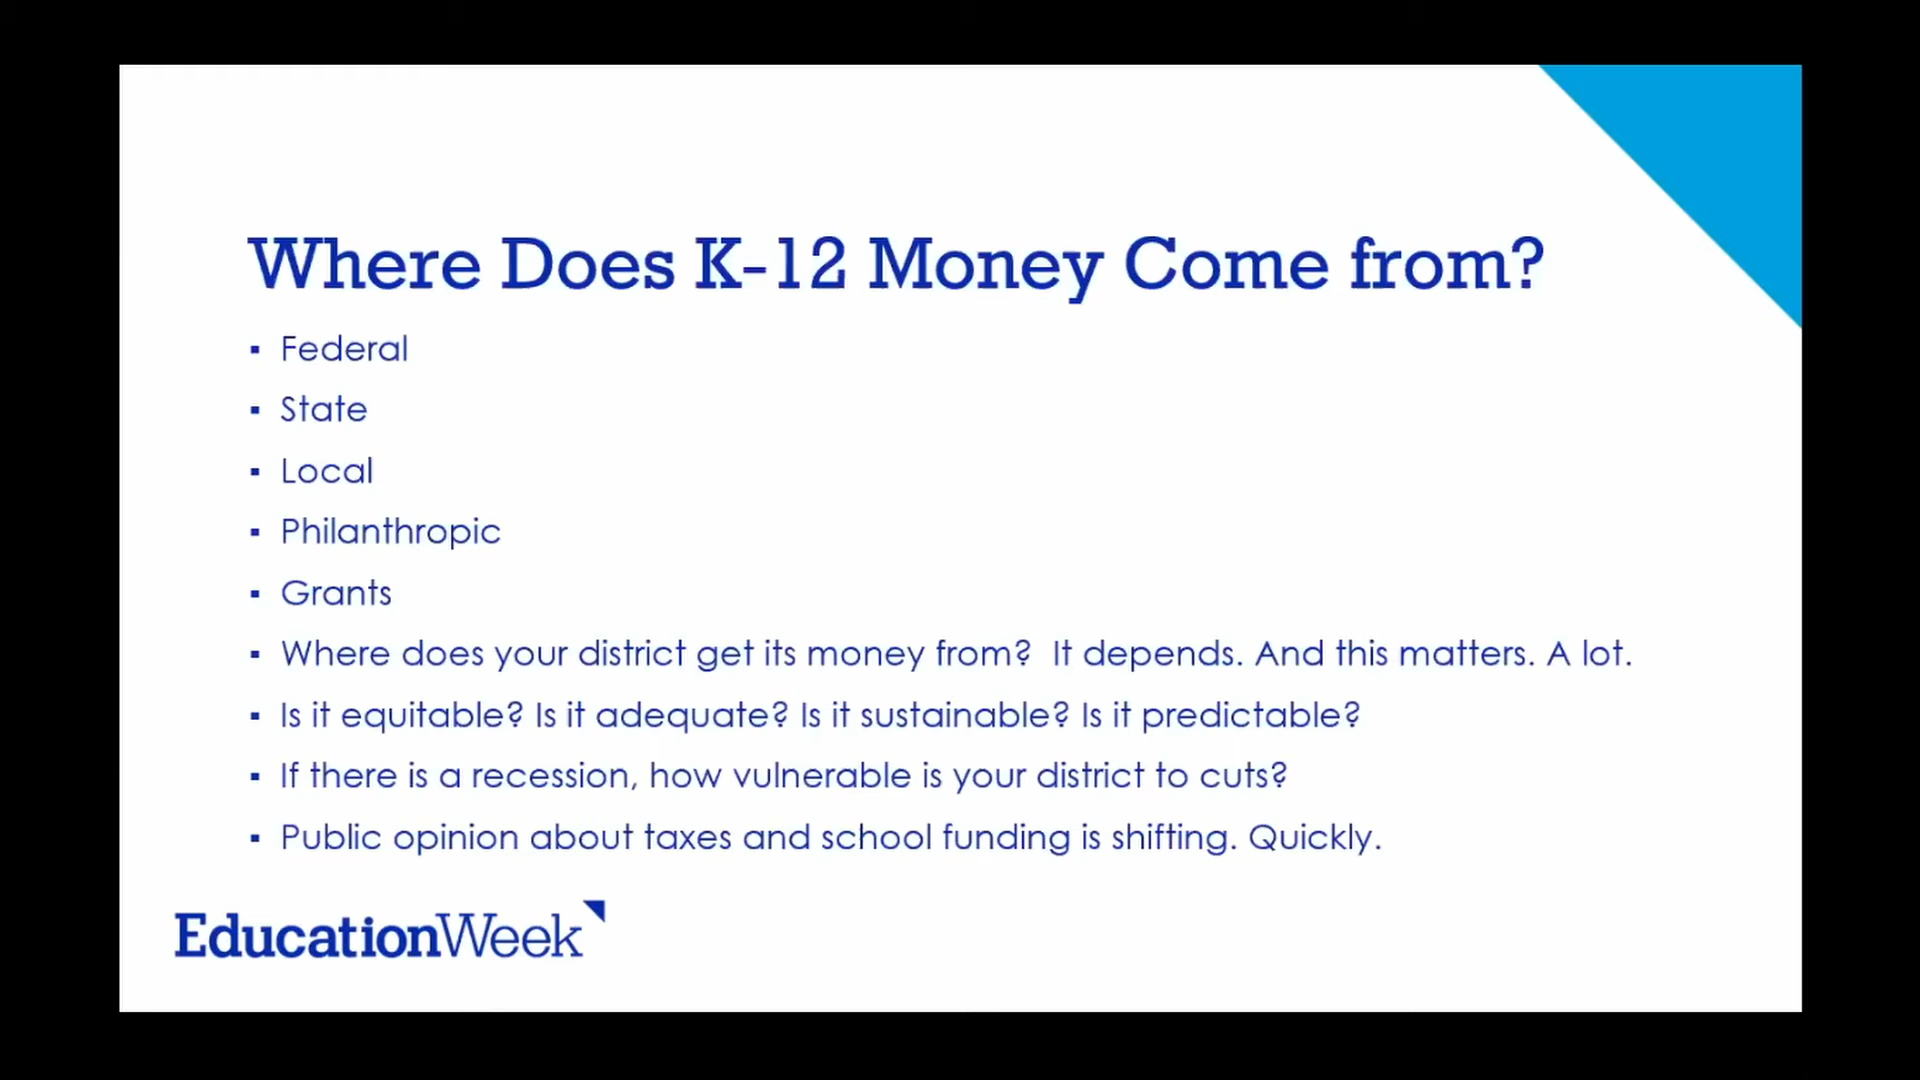 Where Does K-12 Money Come from?
▪ Federal
▪ State
▪ Local
▪ Philanthropic
▪ Grants
▪ Where does your district get its money from?  It depends. And this matters. A lot.
▪ Is it equitable? Is it adequate? Is it sustainable? Is it predictable?
▪ If there is a recession, how vulnerable is your district to cuts?
▪ Public opinion about taxes and school funding is shifting. Quickly.
EducationWeek